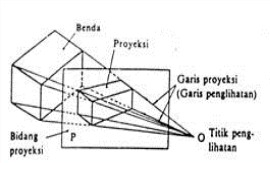 Benda
Proyeksi
Garis proyeksi
(Garis penglihatan)
O Titik peng-
lihatan
Bidang
proyeksi
P